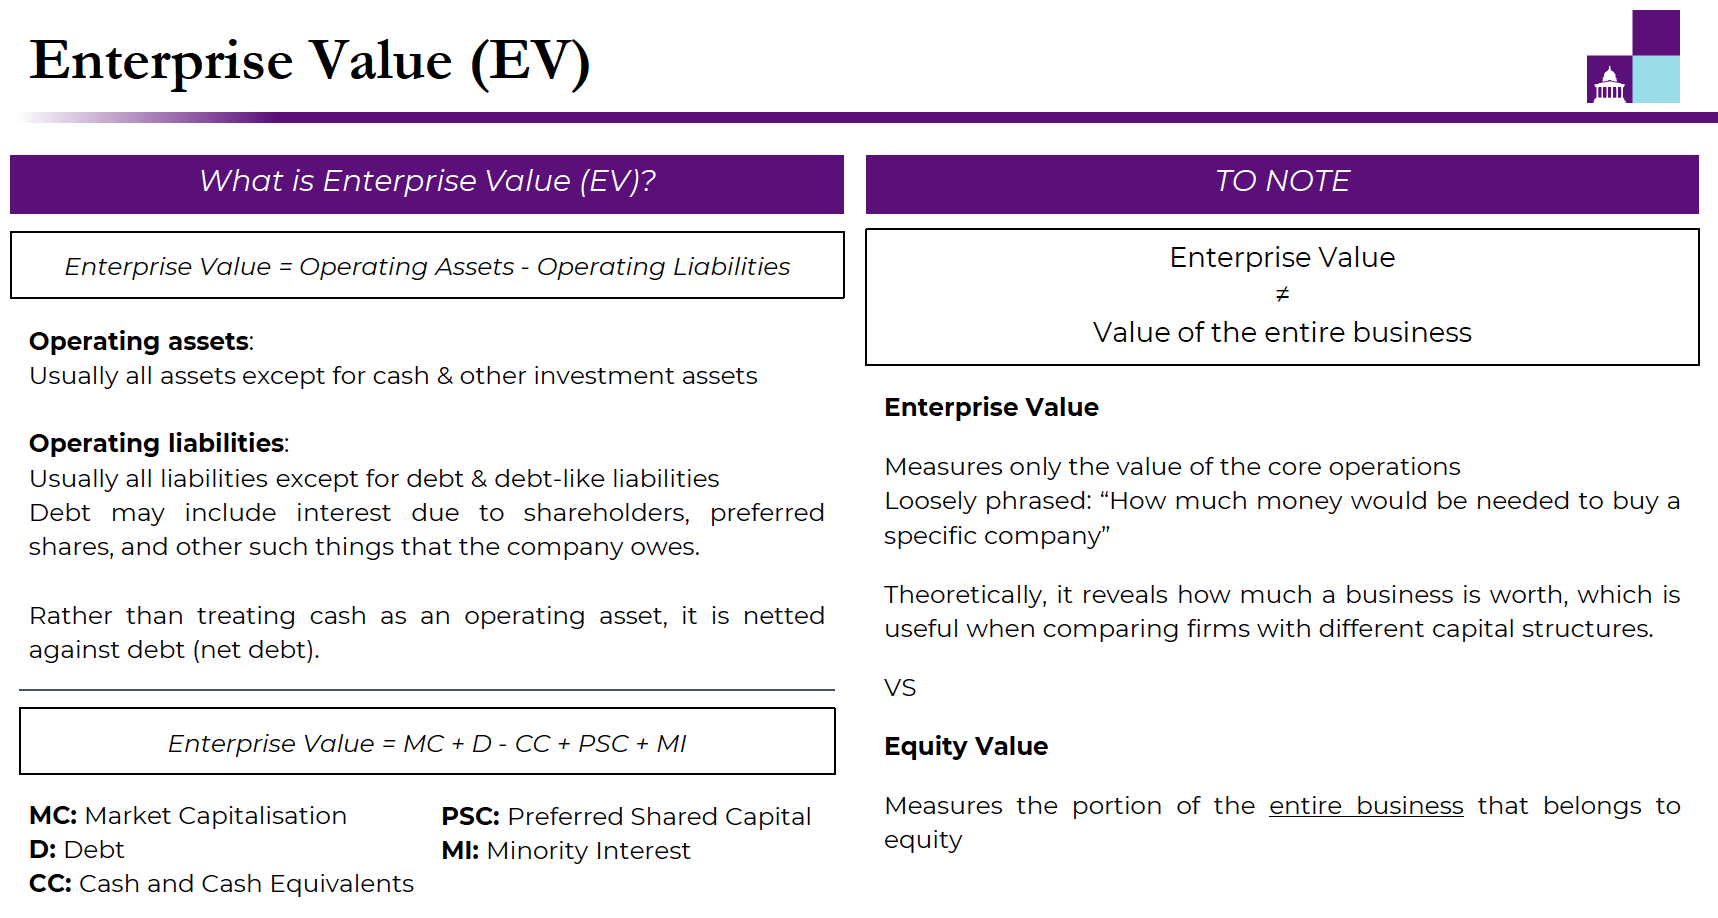 Enterprise Value (EV)
What is Enterprise Value (EV)?
Enterprise Value = Operating Assets - Operating Liabilities
Operating assets:
Usually all assets except for cash & other investment assets
Operating liabilities:
Usually all liabilities except for debt & debt-like liabilities
Debt may include interest due to shareholders, preferred
shares, and other such things that the company owes.
Rather than treating cash as an operating asset, it is netted
against debt (net debt).
Enterprise Value = MC + D - CC + PSC + MI
MC: Market Capitalisation
D: Debt
CC: Cash and Cash Equivalents
PSC: Preferred Shared Capital
MI: Minority Interest
TO NOTE
Enterprise Value
≠
Value of the entire business
Enterprise Value
Measures only the value of the core operations
Loosely phrased: “How much money would be needed to buy a
specific company”
Theoretically, it reveals how much a business is worth, which is
useful when comparing firms with different capital structures.
VS
Equity Value
Measures the portion of the entire business that belongs to
equity